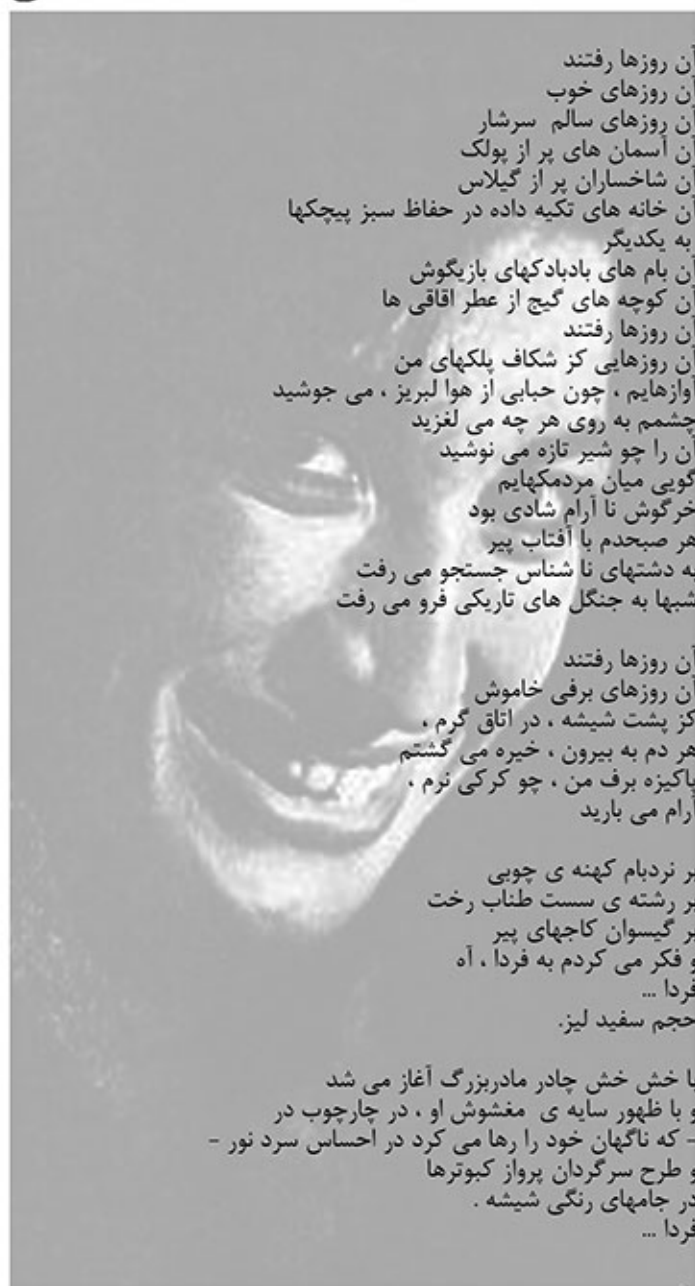 آن روزها رفتند
آن روزهای خوب
آن روزهای سالم سرشار
آن آسمان های پر از پولک
آن شاخساران پر از گیلاس
آن خانه های تکیه داده در حفاظ سبز پیچکها
به یکدیگر
آن بام های بادبادکهای بازیگوش
آن کوچه های گیج از عطر اقاقی ها
آن روزها رفتند
آن روزهایی کز شکاف پلکهای من
آوازهایم ، چون حبابی از هوا لبریز ، می جوشید
چشمم به روی هر چه می لغزید
آن را چو شیر تازه می نوشید
گویی میان مردمکهایم
خرگوش نا آرام شادی بود
هر صبحدم با آفتاب پیر
به دشتهای نا شناس جستجو می رفت
شبها به جنگل های تاریکی فرو می رفت
آن روزها رفتند
آن روزهای برفی خاموش
کز پشت شیشه ، در اتاق گرم ،
هر دم به بیرون ، خیره می گشتم
پاکیزه برف من ، چو کرکی نرم ،
آرام می بارید
بر نردبام کهنه ی چوبی
بر رشته ی سست طناب رخت
بر گیسوان کاجهای پیر
و فکر می کردم به فردا ، آه
فردا ...
حجم سفید لیز.
با خش خش چادر مادربزرگ آغاز می شد
و با ظهور سایه ی مغشوش او ، در چارچوب در
- که ناگهان خود را رها می کرد در احساس سرد نور -
و طرح سرگردان پرواز کبوترها
در جامهای رنگی شیشه .
فردا ...